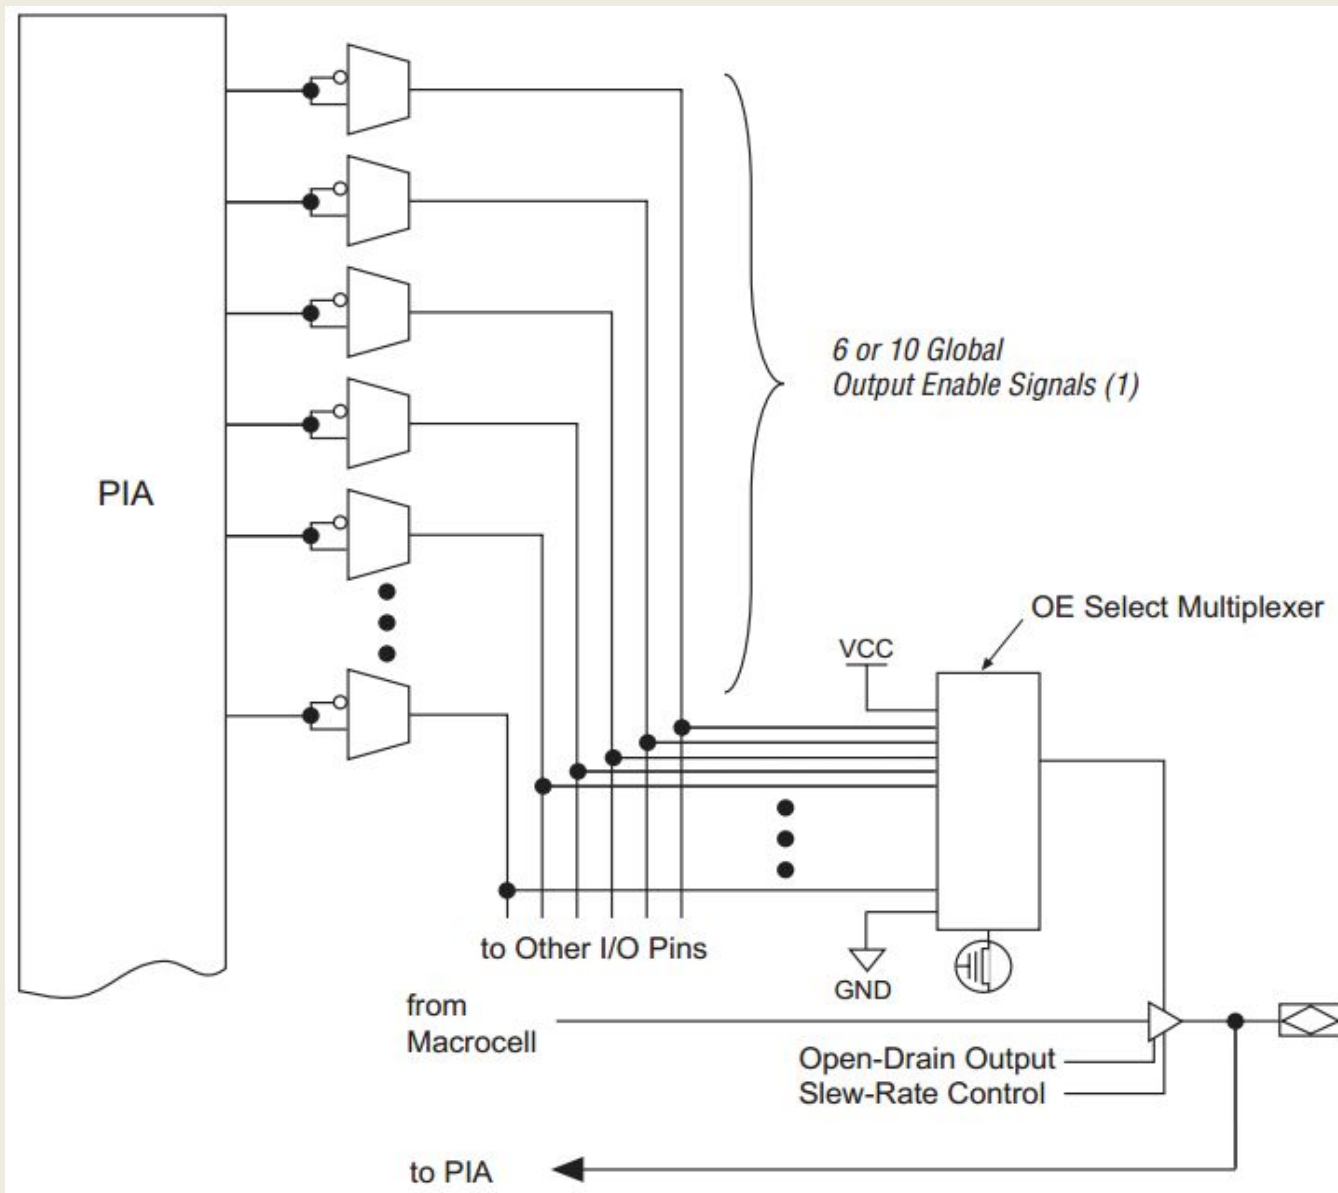 PIA
6 or 10 Global
Output Enable Signals (1)
OE Select Multiplexer
VCC
to Other I/O Pins
GND
from
Macrocell
Open-Drain Output
Slew-Rate Control
to PIA